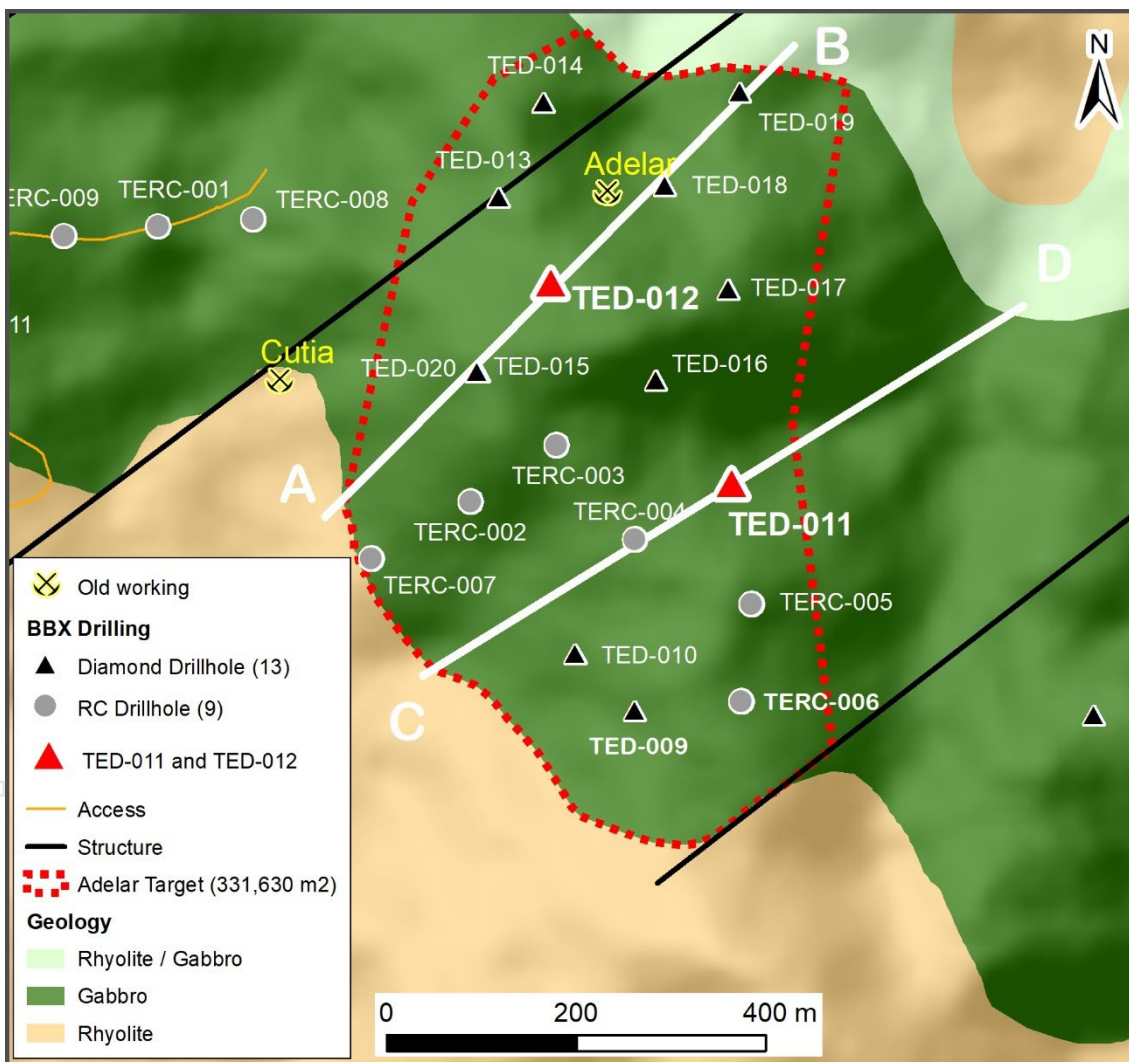 N
B
TED-014
TED-019
TED-013
Adelar
TED-018
ERC-009
TERC-001
TERC-008
D
TED-012
TED-017
11
Cutia
TED-020
TED-015
TED-016
A
TERC-003
TERC-002
TERC-004
TED-011
TERC-007
TERC-005
TED-010
C
TERC-006
TED-009
Old working
BBX Drilling
Diamond Drillhole (13)
RC Drillhole (9)
TED-011 and TED-012
Access
Structure
Adelar Target (331,630 m2)
Geology
Rhyolite / Gabbro
Gabbro
Rhyolite
0 200 400 m